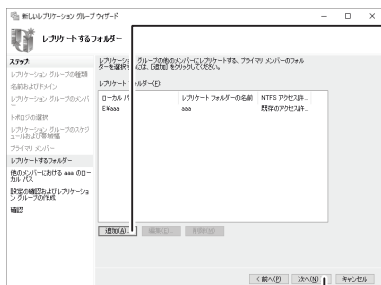 新しいレプリケーション グループ ウィザード
レプリケートするフォルダー
ステップ:
レプリケーション グループの種類
名前およびドメイン
レプリケーション グループのメンバー
トポロジの選択
レプリケーション グループのスケジュールおよび帯域幅
プライマリ メンバー
レプリケートするフォルダー
他のメンバーにおける aaa のローカル パス
設定の確認およびレプリケーション グループの作成
確認
レプリケーション グループの他のメンバーにレプリケートする、プライマリ メンバーのフォルダーを選択 には、[追加] をクリックしてください。
レプリケート ルダー(F)
ローカル パ レプリケート フォルダーの名前 NTFS アクセス許...
E:¥aaa aaa 既存のアクセス許...
追加(A)... 編集(I)... 削除(M)
< 前へ(P) 次へ(N) キャンセル